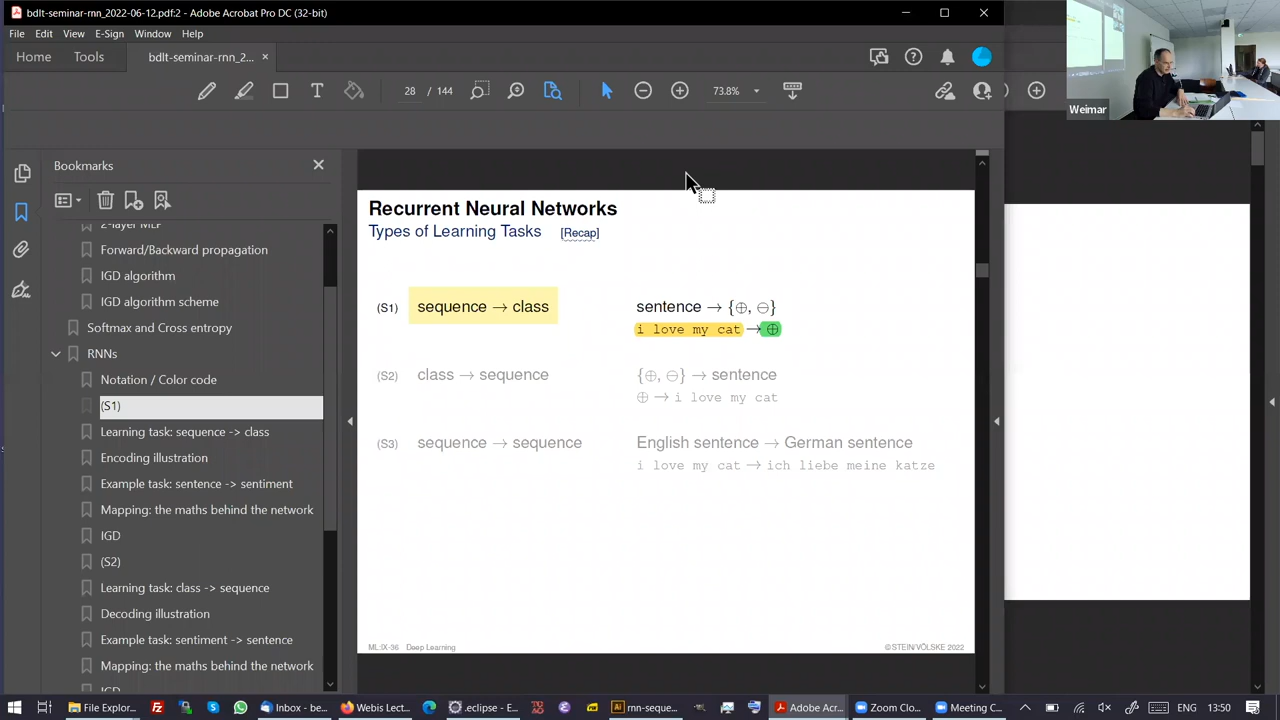 bdlt-seminar-rnn_2022-06-12.pdf:2 - Adobe Acrobat Pro DC (32-bit)
File Edit View E-Sign Window Help
Home Tools bdlt-seminar-rnn_2... ×
28 / 144 73.8%
Weimar
Bookmarks
2-layer MLP
Forward/Backward propagation
IGD algorithm
IGD algorithm scheme
Softmax and Cross entropy
RNNs
Notation / Color code
(S1)
Learning task: sequence -> class
Encoding illustration
Example task: sentence -> sentiment
Mapping: the maths behind the network
IGD
(S2)
Learning task: class -> sequence
Decoding illustration
Example task: sentiment -> sentence
Mapping: the maths behind the network
IGD
Recurrent Neural Networks
Types of Learning Tasks [Recap]
(S1) sequence → class sentence → {⊕, ⊖}
i love my cat → ⊕
(S2) class → sequence {⊕, ⊖} → sentence
⊕ → i love my cat
(S3) sequence → sequence English sentence → German sentence
i love my cat → ich liebe meine katze
ML:IX-36 Deep Learning ©STEIN/VÖLSKE 2022
File Explor... Inbox - be... Webis Lect... .eclipse - E... rnn-seque... Adobe Acr... Zoom Clo... Meeting C... ENG 13:50